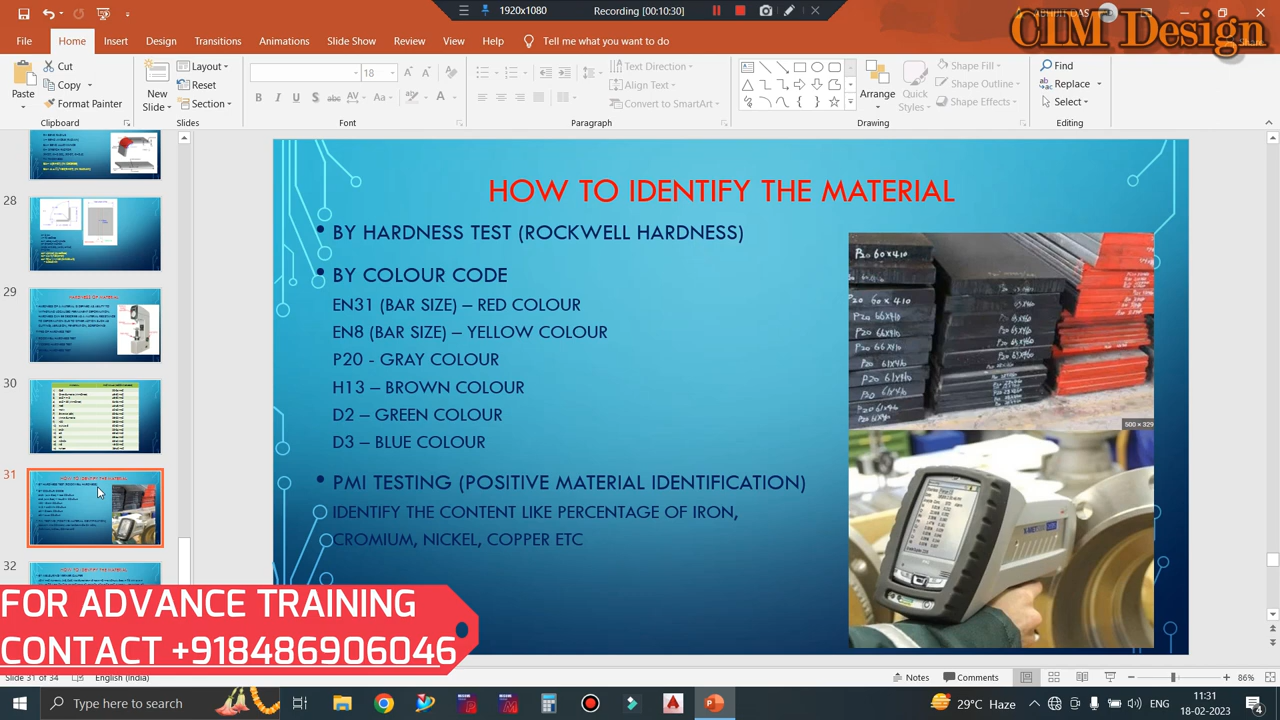 1920x1080
Recording [00:10:30]
CIM Design
File
Home
Insert
Design
Transitions
Animations
Slide Show
Review
View
Help
Tell me what you want to do
Paste
Cut
Copy
Format Painter
Clipboard
New
Slide
Layout
Reset
Section
Slides
18
Font
Text Direction
Align Text
Convert to SmartArt
Paragraph
Arrange
Quick
Styles
Shape Fill
Shape Outline
Shape Effects
Drawing
Find
Replace
Select
Editing
28
29
30
31
32
HOW TO IDENTIFY THE MATERIAL
• BY HARDNESS TEST (ROCKWELL HARDNESS)
• BY COLOUR CODE
EN31 (BAR SIZE) – RED COLOUR
EN8 (BAR SIZE) – YELLOW COLOUR
P20 - GRAY COLOUR
H13 – BROWN COLOUR
D2 – GREEN COLOUR
D3 – BLUE COLOUR
• PMI TESTING (POSITIVE MATERIAL IDENTIFICATION)
IDENTIFY THE CONTENT LIKE PERCENTAGE OF IRON,
CROMIUM, NICKEL, COPPER ETC
500 × 329
FOR ADVANCE TRAINING
CONTACT +918486906046
Slide 31 of 34
English (India)
Notes
Comments
86%
Type here to search
29°C Haze
ENG
11:31
18-02-2023